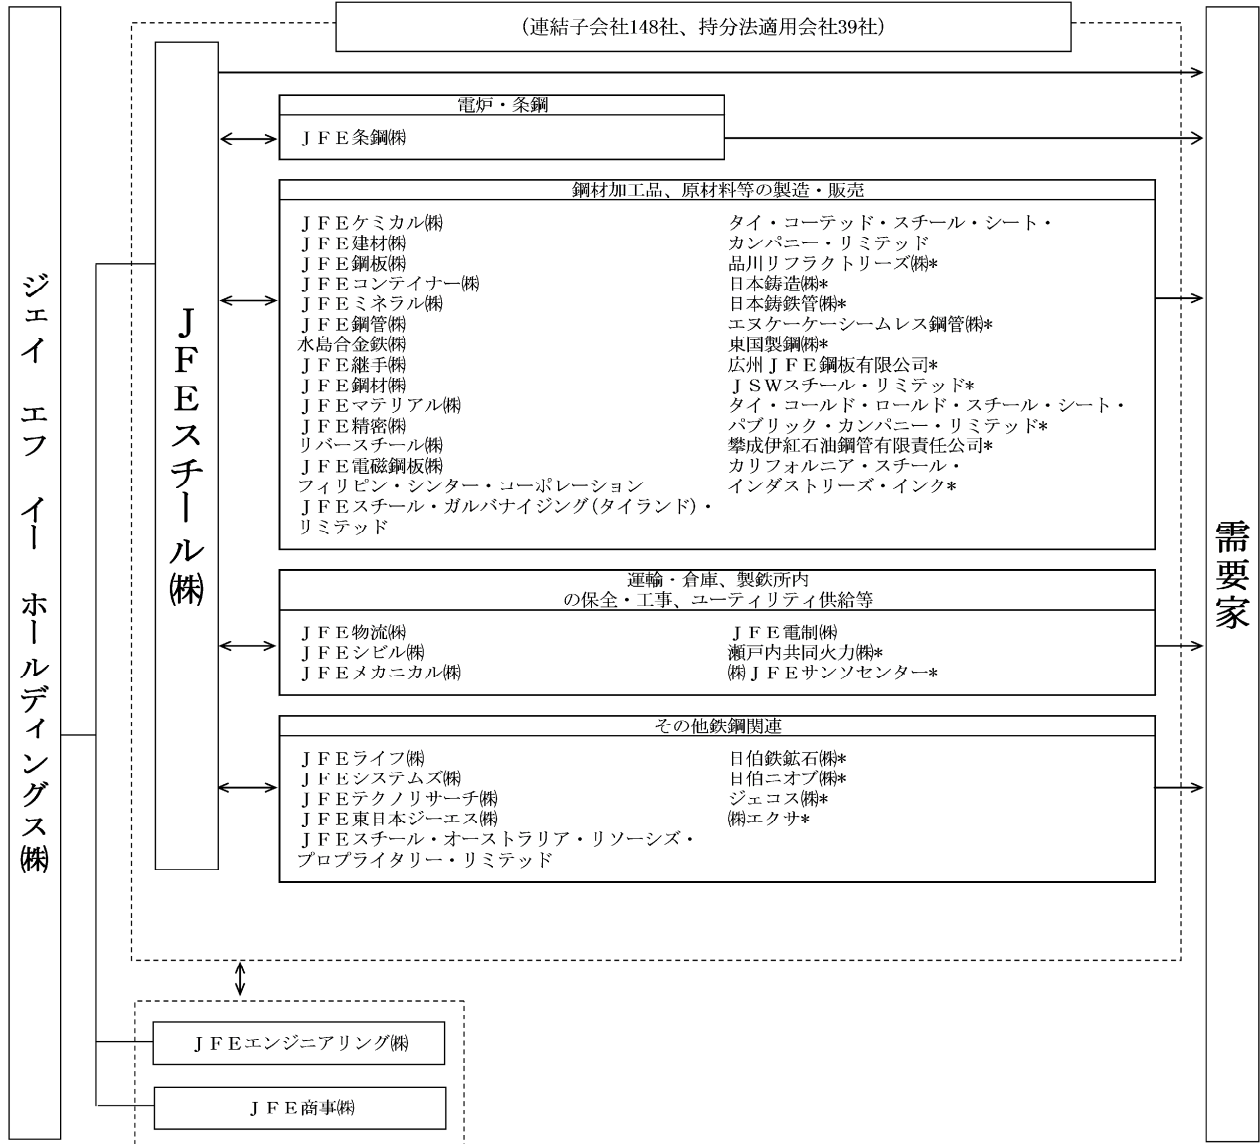 (連結子会社148社、持分法適用会社39社)
ジェイ エフ イー ホールディングス㈱
JFEスチール㈱
電炉・条鋼
JFE条鋼㈱
鋼材加工品、原材料等の製造・販売
JFEケミカル㈱
JFE建材㈱
JFE鋼板㈱
JFEコンテイナー㈱
JFEミネラル㈱
JFE鋼管㈱
水島合金鉄㈱
JFE継手㈱
JFE鋼材㈱
JFEマテリアル㈱
JFE精密㈱
リバースチール㈱
JFE電磁鋼板㈱
フィリピン・シンター・コーポレーション
JFEスチール・ガルバナイジング(タイランド)・
リミテッド
タイ・コーテッド・スチール・シート・
カンパニー・リミテッド
品川リフラクトリーズ㈱*
日本鋳造㈱*
日本鋳鉄管㈱*
エヌケーケーシームレス鋼管㈱*
東国製鋼㈱*
広州JFE鋼板有限公司*
JSWスチール・リミテッド*
タイ・コールド・ロールド・スチール・シート・
パブリック・カンパニー・リミテッド*
攀成伊紅石油鋼管有限責任公司*
カリフォルニア・スチール・
インダストリーズ・インク*
運輸・倉庫、製鉄所内
の保全・工事、ユーティリティ供給等
JFE物流㈱
JFEシビル㈱
JFEメカニカル㈱
JFE電制㈱
瀬戸内共同火力㈱*
㈱JFEサンソセンター*
その他鉄鋼関連
JFEライフ㈱
JFEシステムズ㈱
JFEテクノリサーチ㈱
JFE東日本ジーエス㈱
JFEスチール・オーストラリア・リソーシズ・
プロプライタリー・リミテッド
日伯鉄鉱石㈱*
日伯ニオブ㈱*
ジェコス㈱*
㈱エクサ*
需要家
JFEエンジニアリング㈱
JFE商事㈱